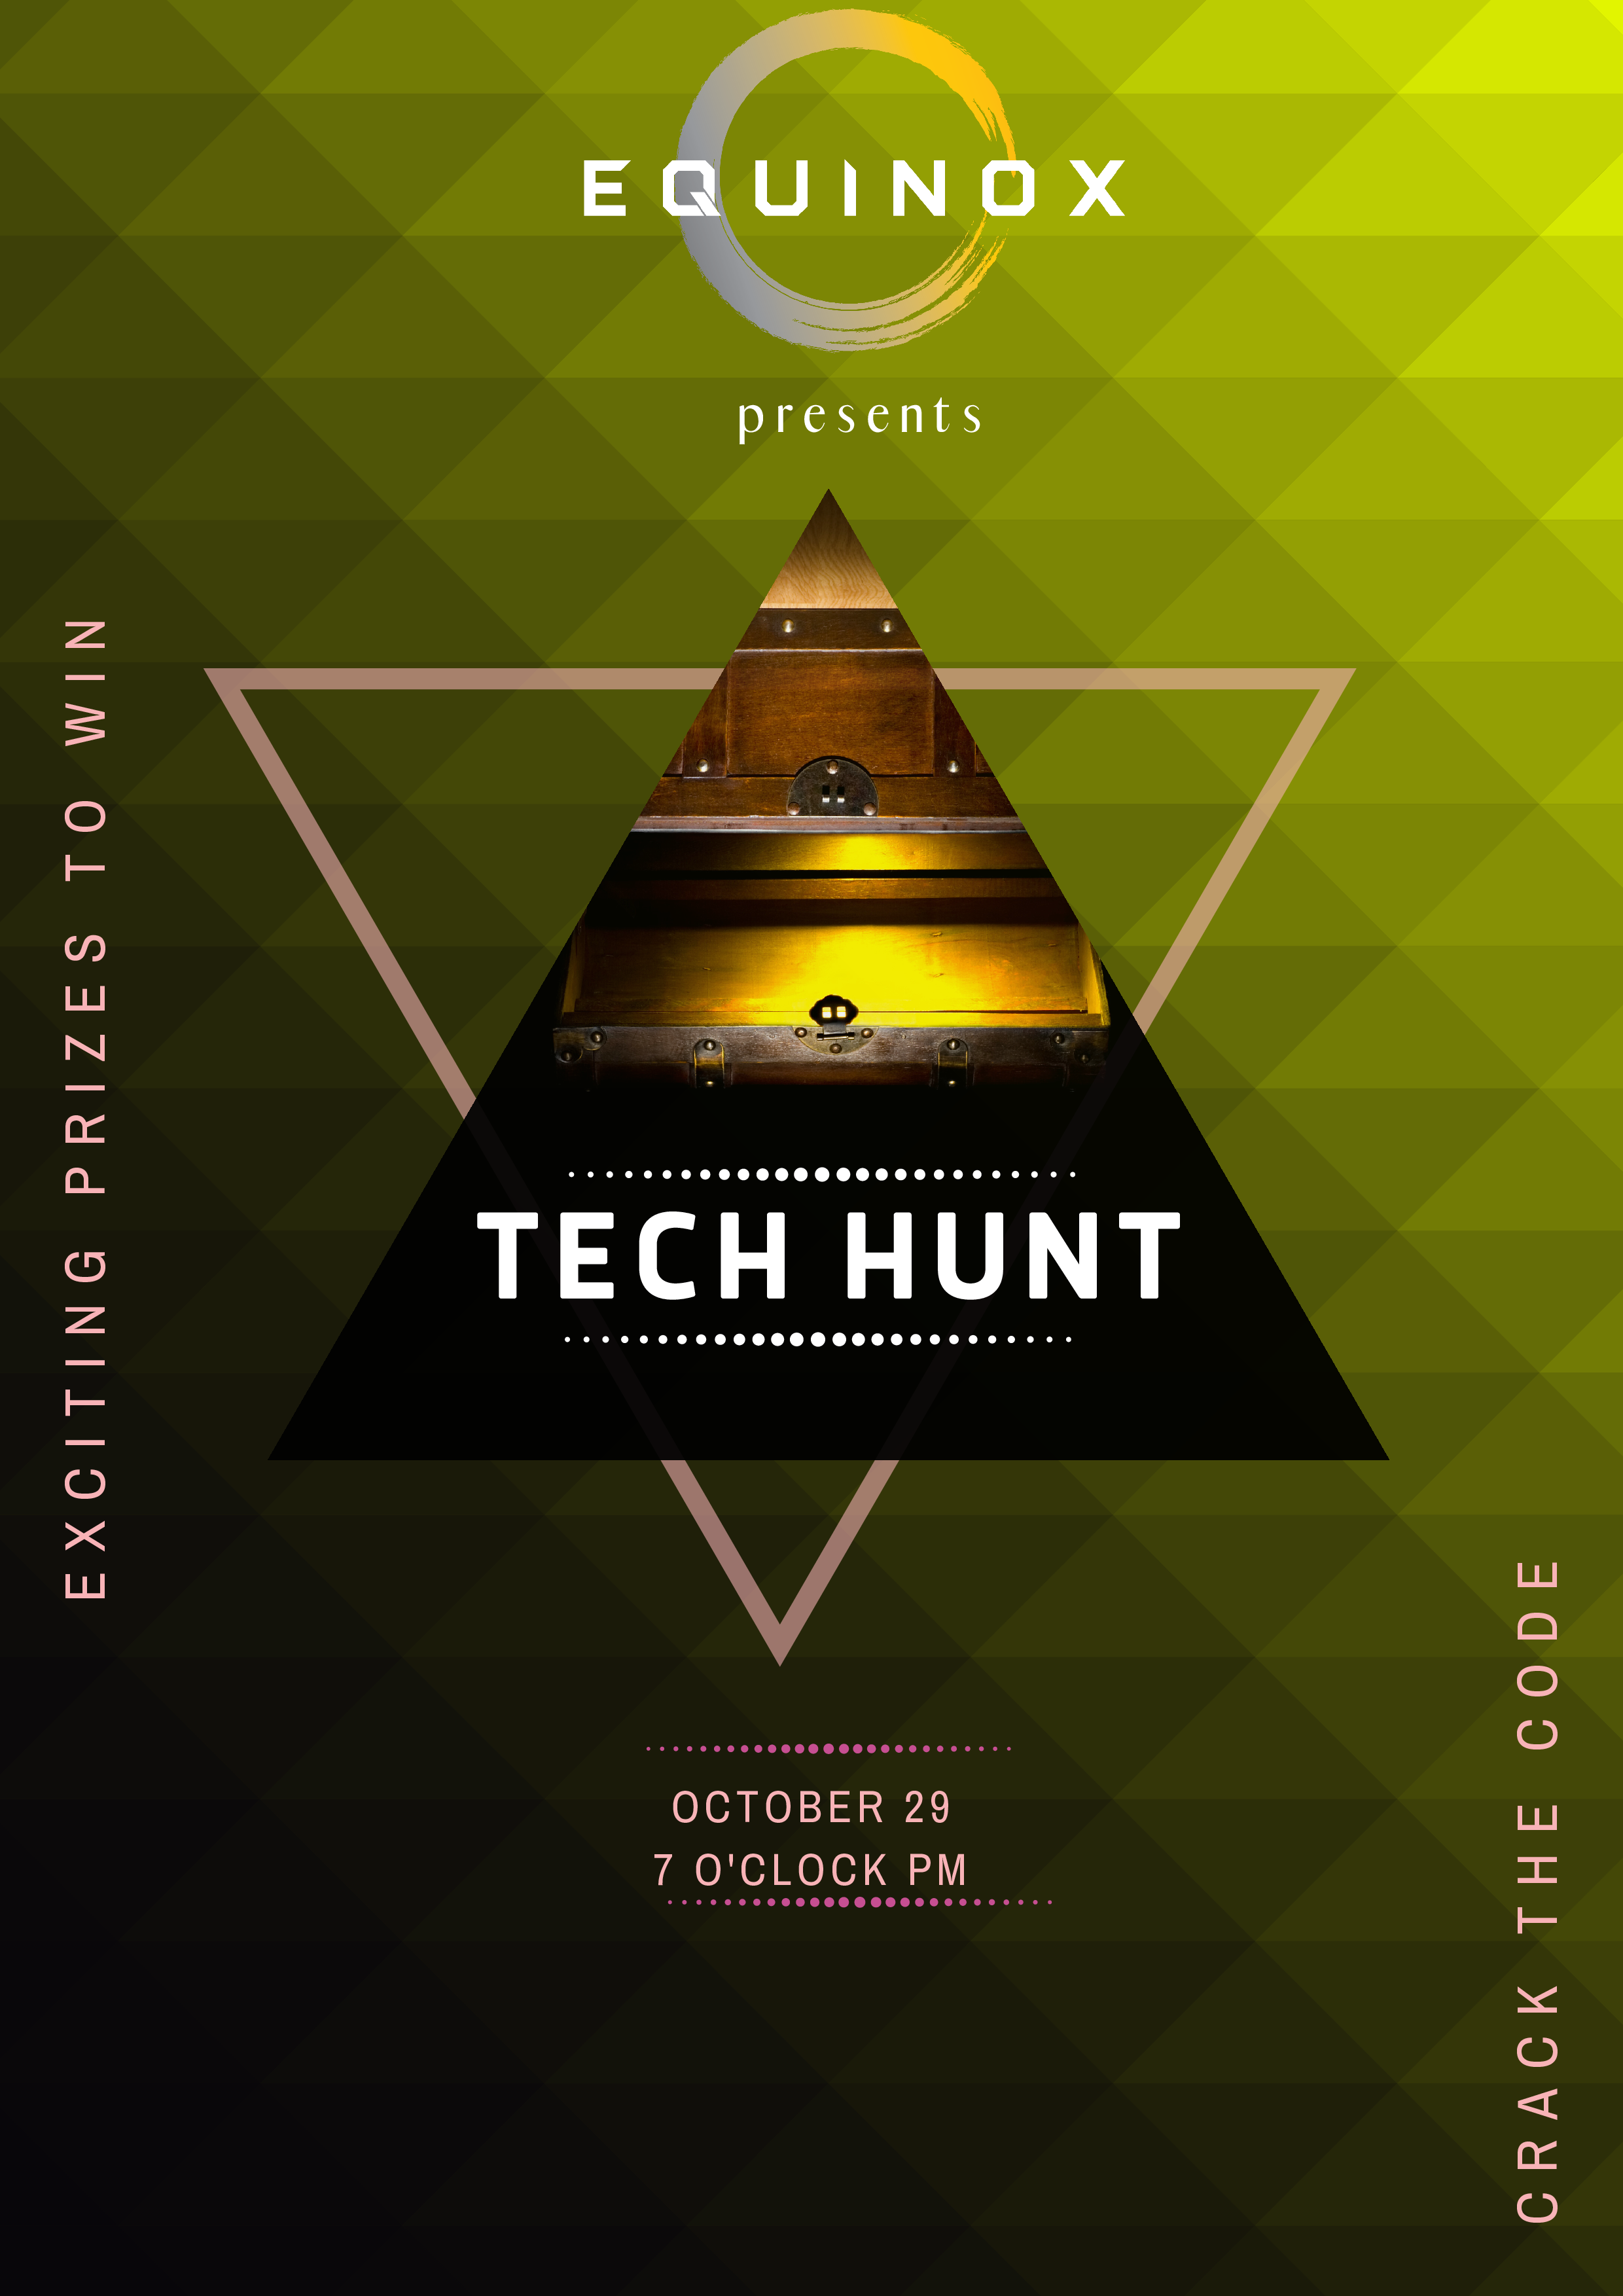 EQUINOX
presents
EXCITING PRIZES TO WIN
TECH HUNT
OCTOBER 29
7 O'CLOCK PM
CRACK THE CODE